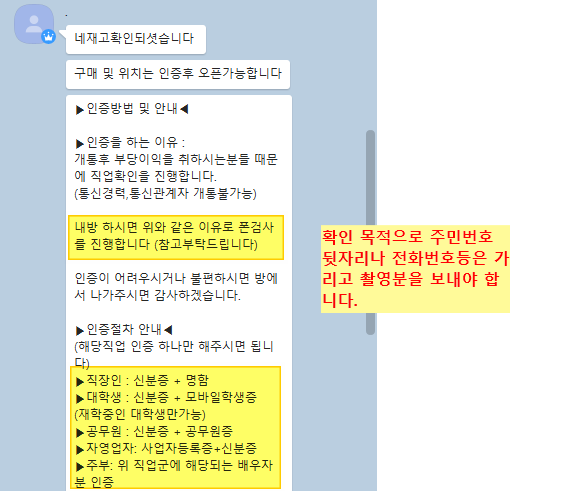 네재고확인되셧습니다
구매 및 위치는 인증후 오픈가능합니다
▶인증방법 및 안내◀
▶인증을 하는 이유 :
개통후 부당이익을 취하시는분들 때문
에 직업확인을 진행합니다.
(통신경력,통신관계자 개통불가능)
내방 하시면 위와 같은 이유로 폰검사
를 진행합니다 (참고부탁드립니다)
인증이 어려우시거나 불편하시면 방에
서 나가주시면 감사하겠습니다.
▶인증절차 안내◀
(해당직업 인증 하나만 해주시면 됩니
다)
▶직장인 : 신분증 + 명함
▶대학생 : 신분증 + 모바일학생증
(재학중인 대학생만가능)
▶공무원 : 신분증 + 공무원증
▶자영업자: 사업자등록증+신분증
▶주부: 위 직업군에 해당되는 배우자
분 인증
확인 목적으로 주민번호
뒷자리나 전화번호등은 가
리고 촬영분을 보내야 합
니다.